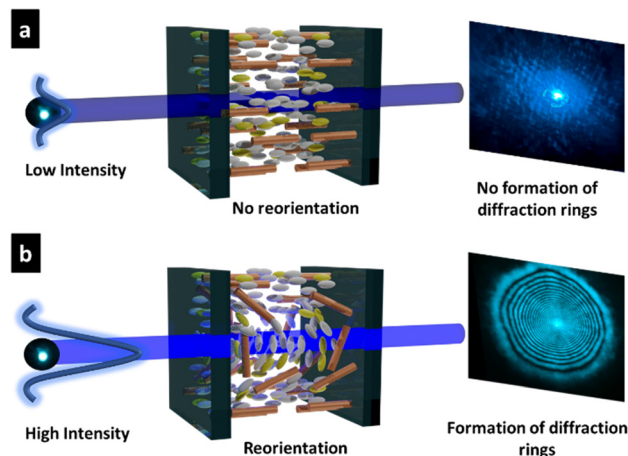 a
Low Intensity
No reorientation
No formation of
diffraction rings
b
High Intensity
Reorientation
Formation of diffraction
rings